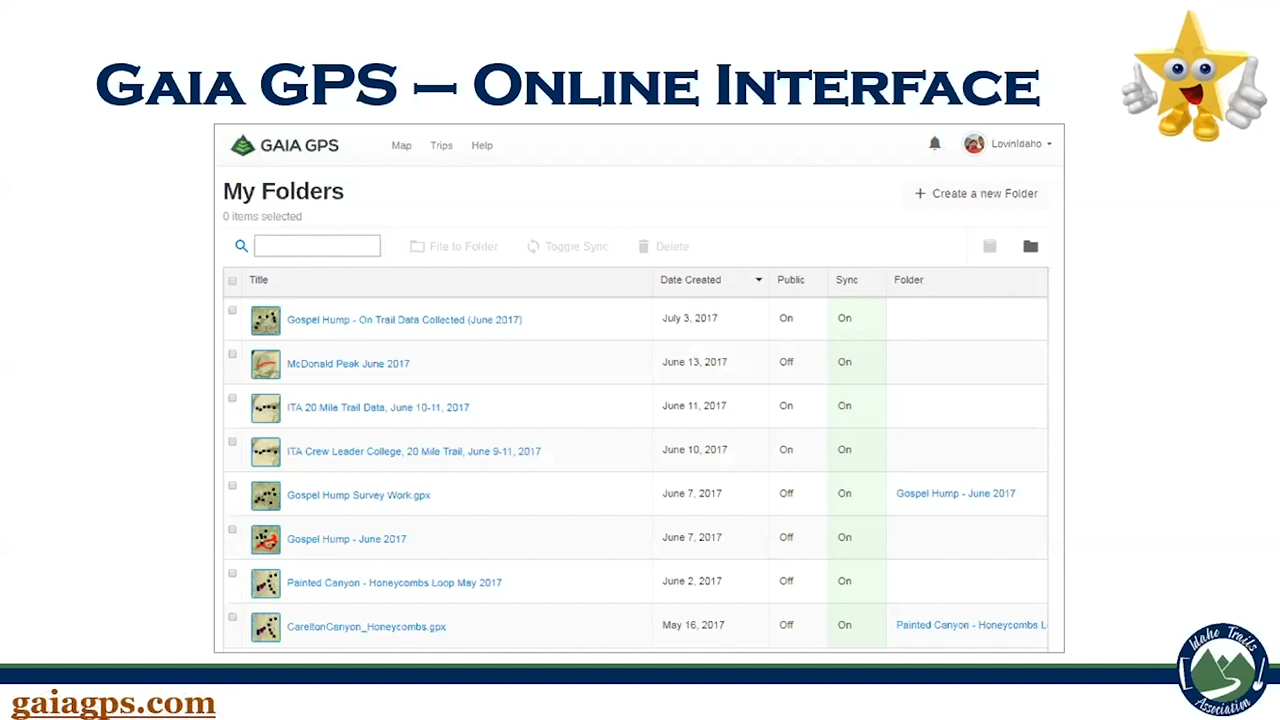 Gaia GPS – Online Interface
GAIA GPS Map Trips Help LovinIdaho
My Folders
+ Create a new Folder
0 items selected
File to Folder Toggle Sync Delete
Title Date Created Public Sync Folder
Gospel Hump - On Trail Data Collected (June 2017) July 3, 2017 On On
McDonald Peak June 2017 June 13, 2017 Off On
ITA 20 Mile Trail Data, June 10-11, 2017 June 11, 2017 On On
ITA Crew Leader College, 20 Mile Trail, June 9-11, 2017 June 10, 2017 On On
Gospel Hump Survey Work.gpx June 7, 2017 Off On Gospel Hump - June 2017
Gospel Hump - June 2017 June 7, 2017 Off On
Painted Canyon - Honeycombs Loop May 2017 June 2, 2017 Off On
CareltonCanyon_Honeycombs.gpx May 16, 2017 Off On Painted Canyon - Honeycombs L
Idaho Trails
Association
gaiagps.com